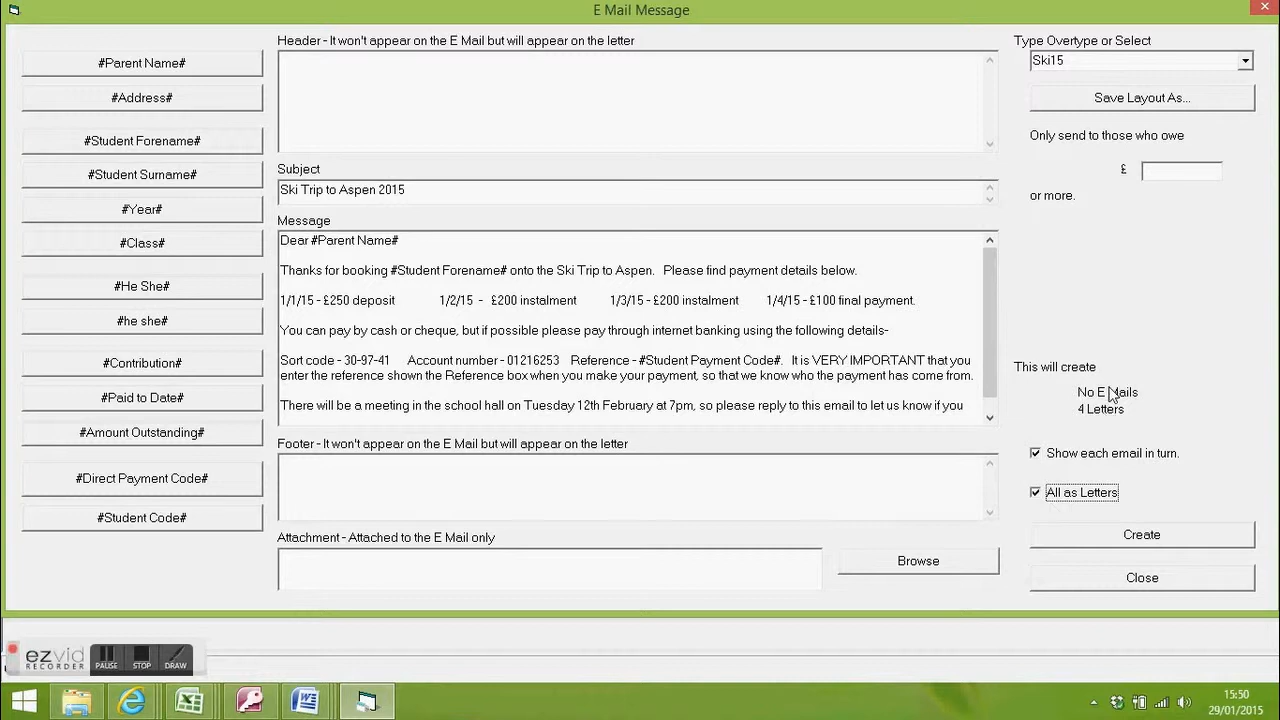 E Mail Message
#Parent Name#
#Address#
#Student Forename#
#Student Surname#
#Year#
#Class#
#He She#
#he she#
#Contribution#
#Paid to Date#
#Amount Outstanding#
#Direct Payment Code#
#Student Code#
Header - It won't appear on the E Mail but will appear on the letter
Subject
Ski Trip to Aspen 2015
Message
Dear #Parent Name#
Thanks for booking #Student Forename# onto the Ski Trip to Aspen. Please find payment details below.
1/1/15 - £250 deposit 1/2/15 - £200 instalment 1/3/15 - £200 instalment 1/4/15 - £100 final payment.
You can pay by cash or cheque, but if possible please pay through internet banking using the following details-
Sort code - 30-97-41 Account number - 01216253 Reference - #Student Payment Code#. It is VERY IMPORTANT that you
enter the reference shown the Reference box when you make your payment, so that we know who the payment has come from.
There will be a meeting in the school hall on Tuesday 12th February at 7pm, so please reply to this email to let us know if you
Footer - It won't appear on the E Mail but will appear on the letter
Attachment - Attached to the E Mail only
Browse
Type Overtype or Select
Ski15
Save Layout As...
Only send to those who owe
£
or more.
This will create
No E Mails
4 Letters
Show each email in turn.
All as Letters
Create
Close
ezvid
RECORDER
PAUSE
STOP
DRAW
15:50
29/01/2015